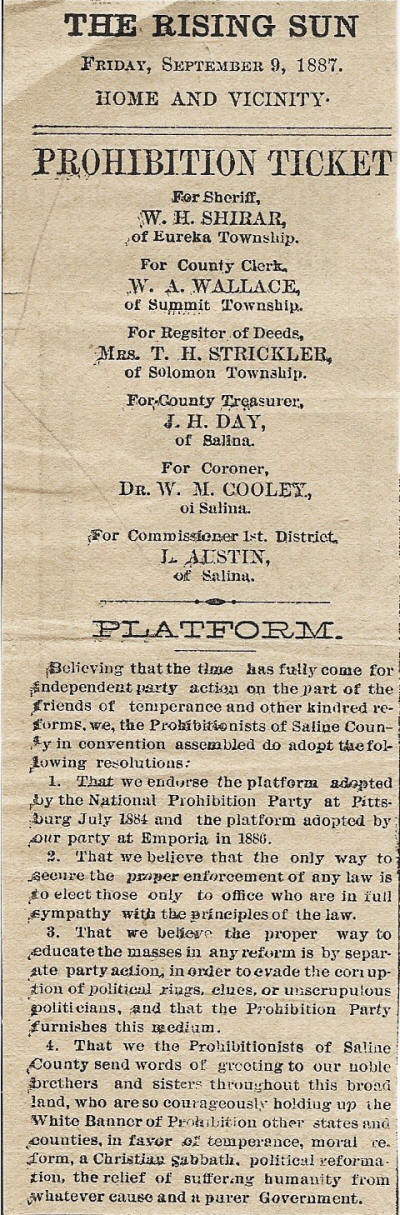 THE RISING SUN
FRIDAY, SEPTEMBER 9, 1887.
HOME AND VICINITY.
PROHIBITION TICKET
For Sheriff,
W. H. SHIRAR,
of Eureka Township.
For County Clerk,
W. A. WALLACE,
of Summit Township.
For Regsiter of Deeds,
MRS. T. H. STRICKLER,
of Solomon Township.
For County Treasurer,
J. H. DAY,
of Salina.
For Coroner,
DR. W. M. COOLEY,
oi Salina.
For Commissioner 1st. District,
L. AUSTIN,
of Salina.
PLATFORM.
Believing that the time has fully come for
independent party action on the part of the
friends of temperance and other kindred re-
forms, we, the Prohibitionists of Saline Coun-
ty in convention assembled do adopt the fol-
lowing resolutions:
1. That we endorse the platform adopted
by the National Prohibition Party at Pitts-
burg July 1884 and the platform adopted by
our party at Emporia in 1886.
2. That we believe that the only way to
secure the proper enforcement of any law is
to elect those only to office who are in full
sympathy with the principles of the law.
3. That we believe the proper way to
educate the masses in any reform is by separ-
ate party action, in order to evade the corrup-
tion of political rings, clues, or unscrupulous
politicians, and that the Prohibition Party
furnishes this medium.
4. That we the Prohibitionists of Saline
County send words of greeting to our noble
brethers and sisters throughout this broad
land, who are so courageously holding up the
White Banner of Prohibition other states and
counties, in favor of temperance, moral re-
form, a Christian Sabbath, political reforma-
tion, the relief of suffering humanity from
whatever cause and a purer Government.